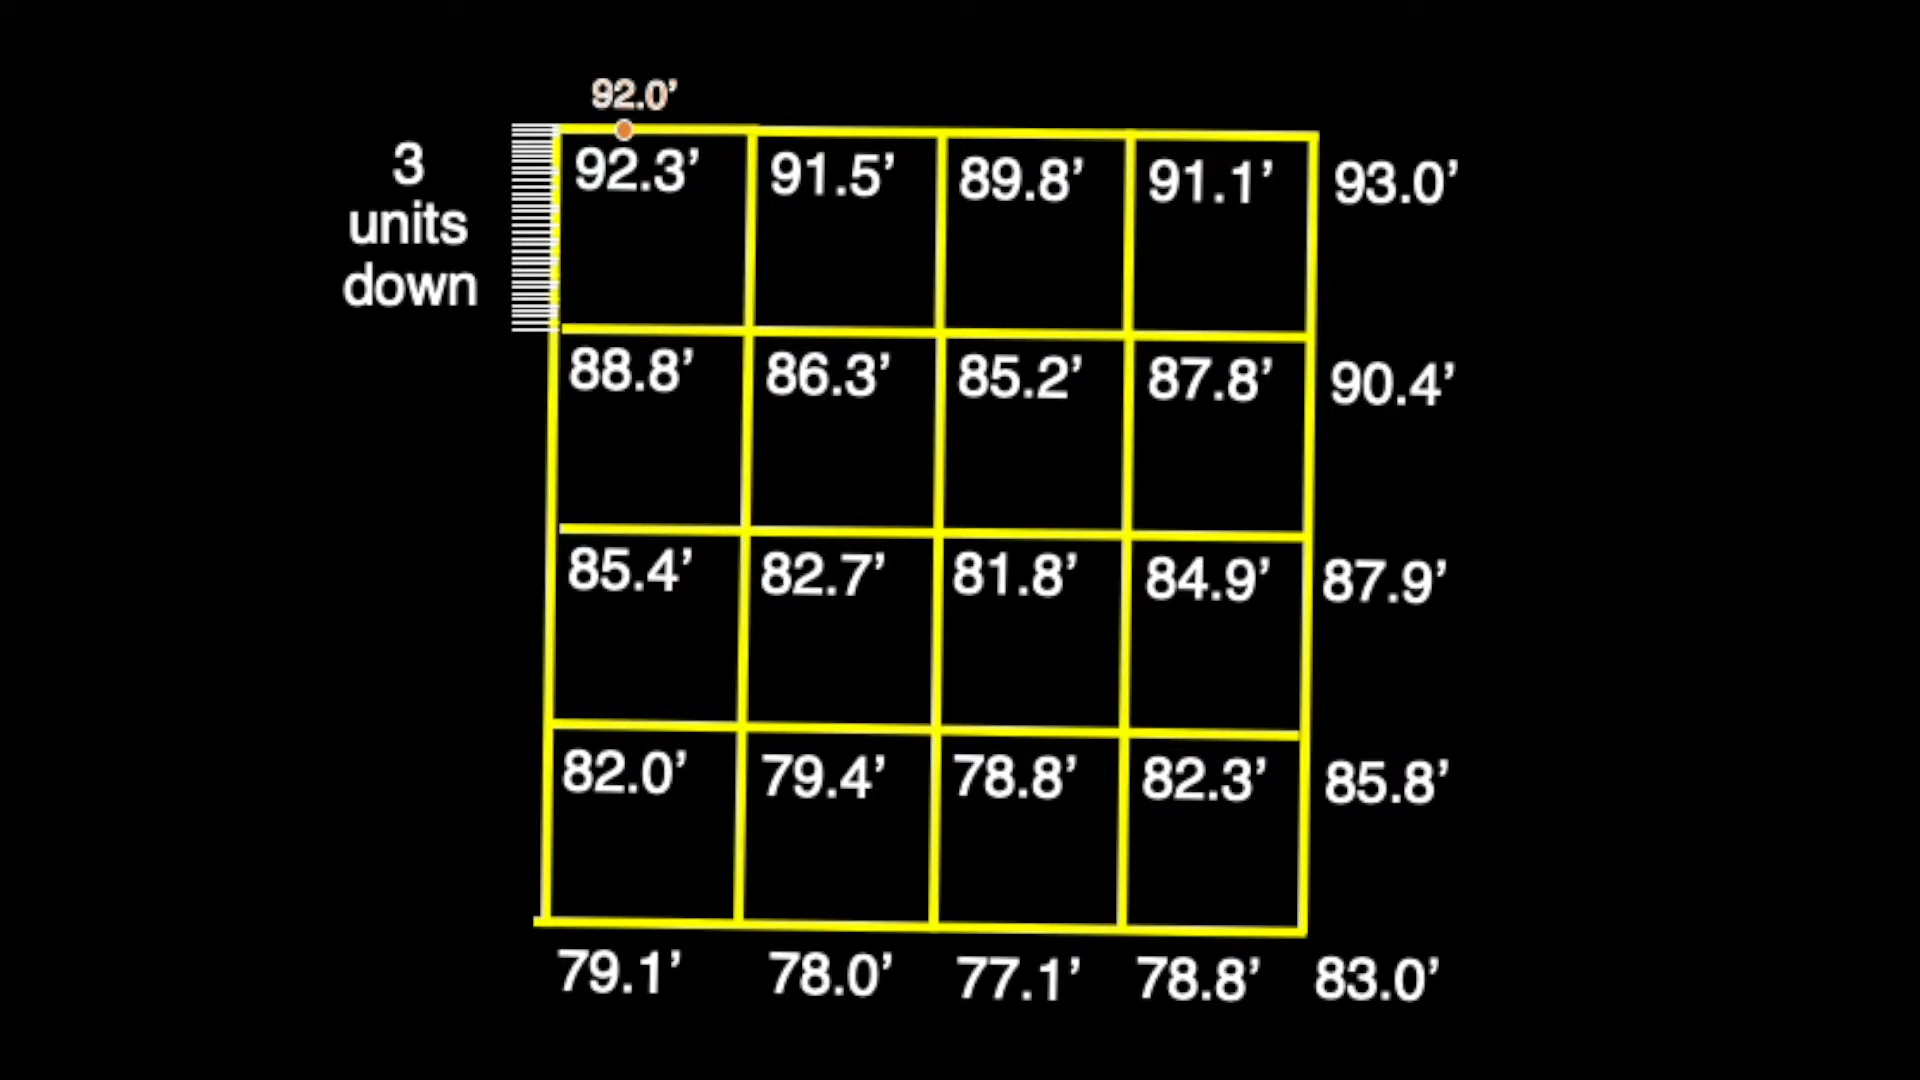 92.0’
3
units
down
92.3’ 91.5’ 89.8’ 91.1’ 93.0’
88.8’ 86.3’ 85.2’ 87.8’ 90.4’
85.4’ 82.7’ 81.8’ 84.9’ 87.9’
82.0’ 79.4’ 78.8’ 82.3’ 85.8’
79.1’ 78.0’ 77.1’ 78.8’ 83.0’